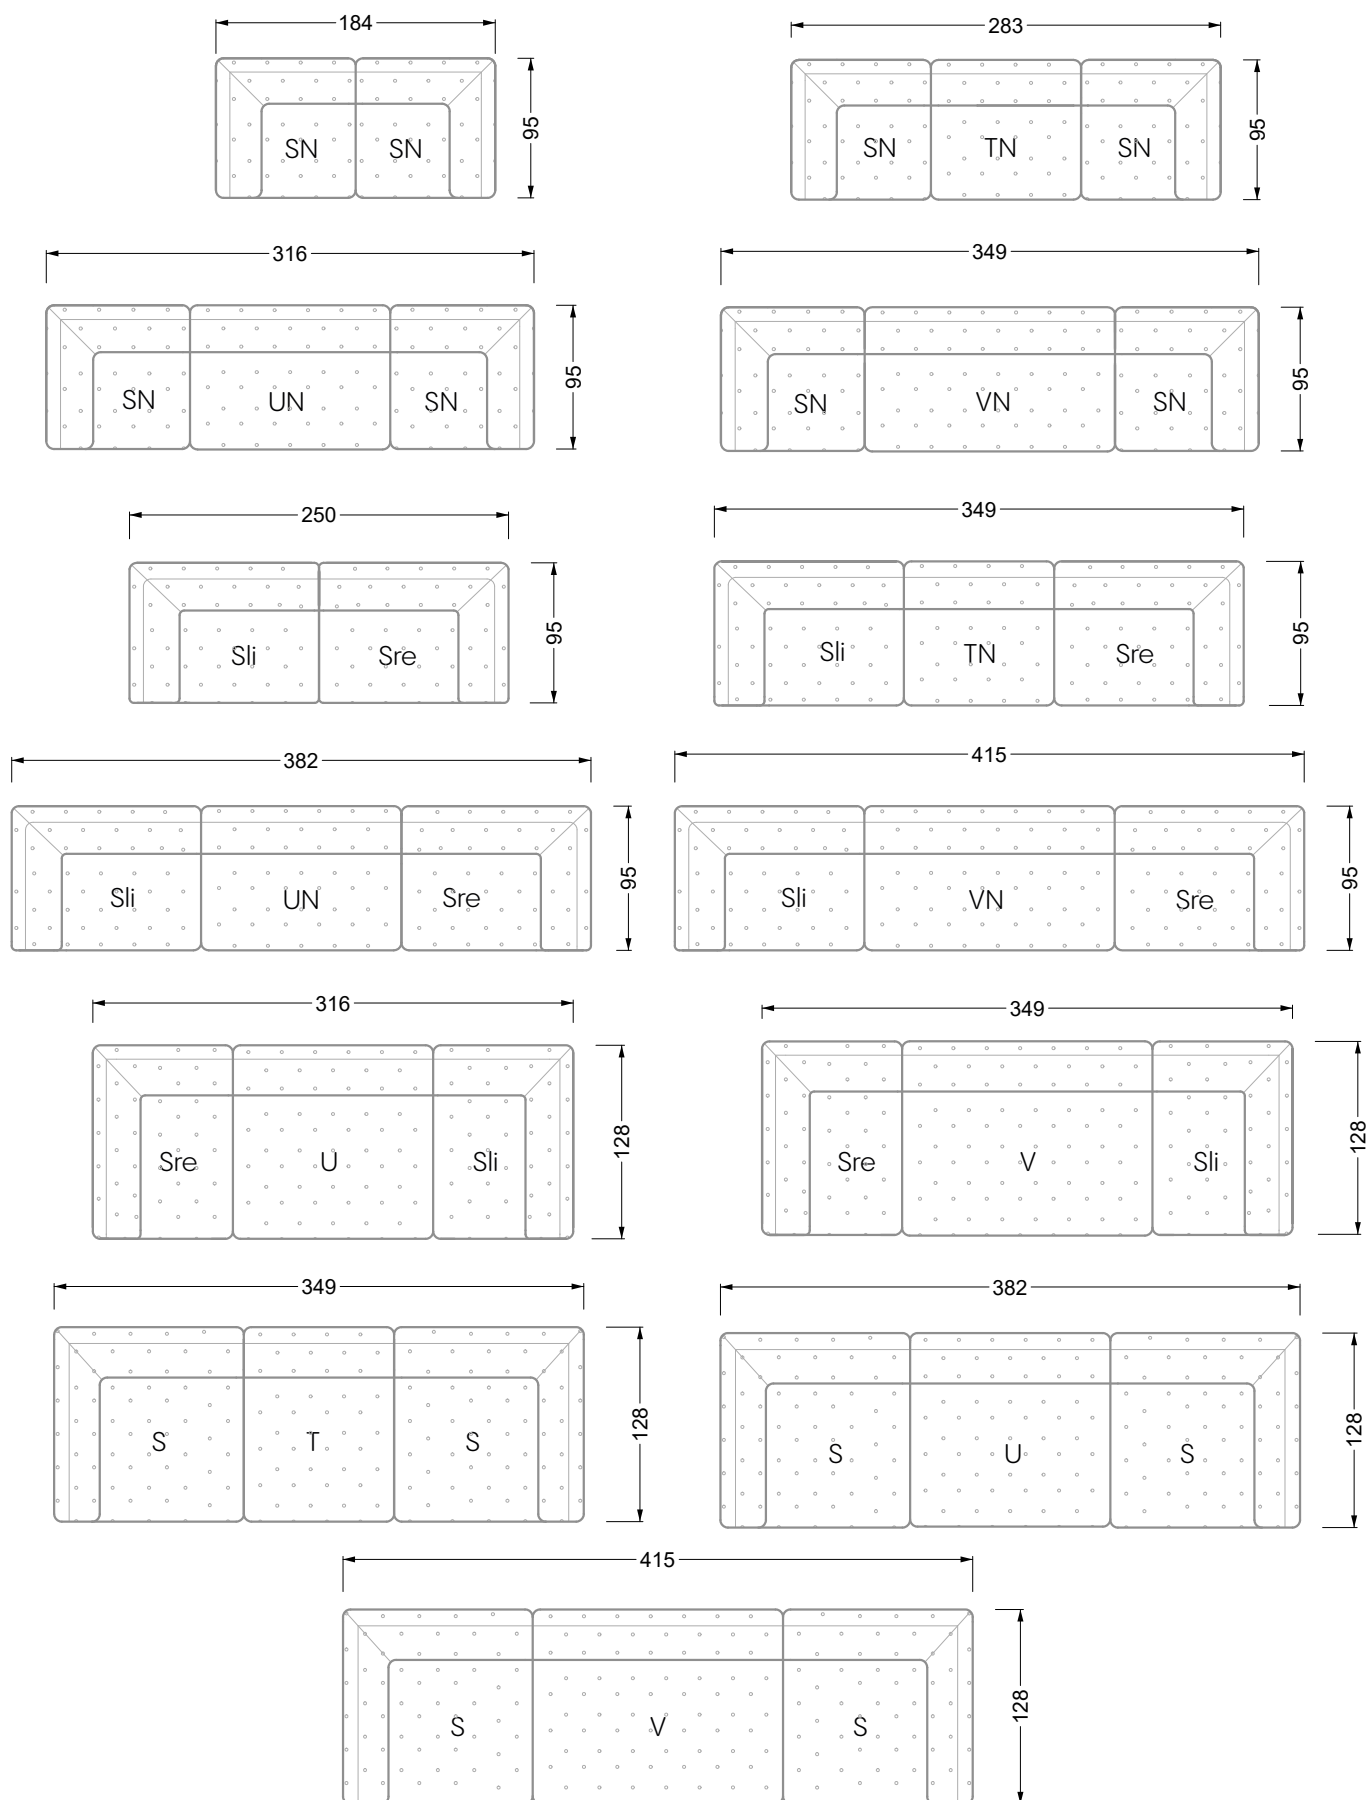 184
SN SN
95
283
SN TN SN
95
316
SN UN SN
95
349
SN VN SN
95
250
Sli Sre
95
349
Sli TN Sre
95
382
Sli UN Sre
95
415
Sli VN Sre
95
316
Sre U Sli
128
349
Sre V Sli
128
349
S T S
128
382
S U S
128
415
S V S
128